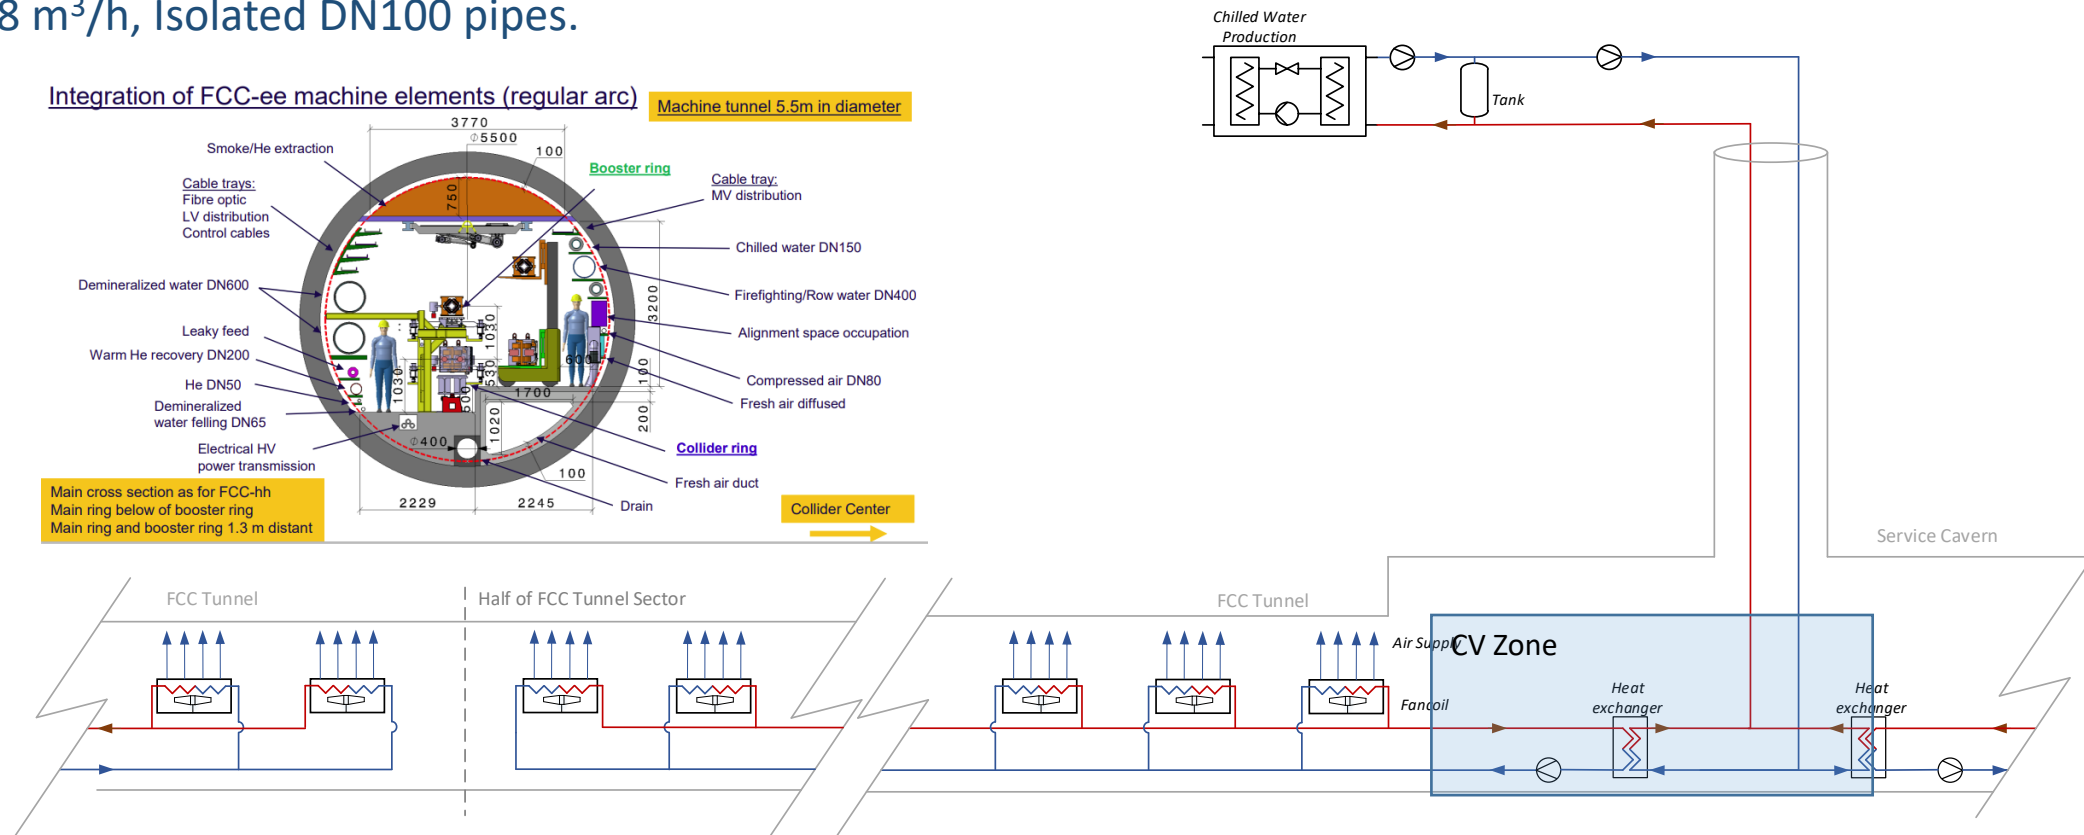 8 m³/h, Isolated DN100 pipes.
Integration of FCC-ee machine elements (regular arc)
Machine tunnel 5.5m in diameter
3770
∅5500
100
750
Smoke/He extraction
Booster ring
Cable trays:
Fibre optic
LV distribution
Control cables
Cable tray:
MV distribution
Chilled water DN150
Demineralized water DN600
Firefighting/Row water DN400
3200
Leaky feed
Alignment space occupation
Warm He recovery DN200
1030
530
600
He DN50
1030
500
1700
100
Compressed air DN80
Demineralized
water felling DN65
Fresh air diffused
1020
200
Electrical HV
power transmission
∅400
Collider ring
100
Fresh air duct
Main cross section as for FCC-hh
Main ring below of booster ring
Main ring and booster ring 1.3 m distant
2229
2245
Drain
Collider Center
Chilled Water
Production
Tank
Service Cavern
FCC Tunnel
Half of FCC Tunnel Sector
FCC Tunnel
Air Supply
CV Zone
Fancoil
Heat
exchanger
Heat
exchanger